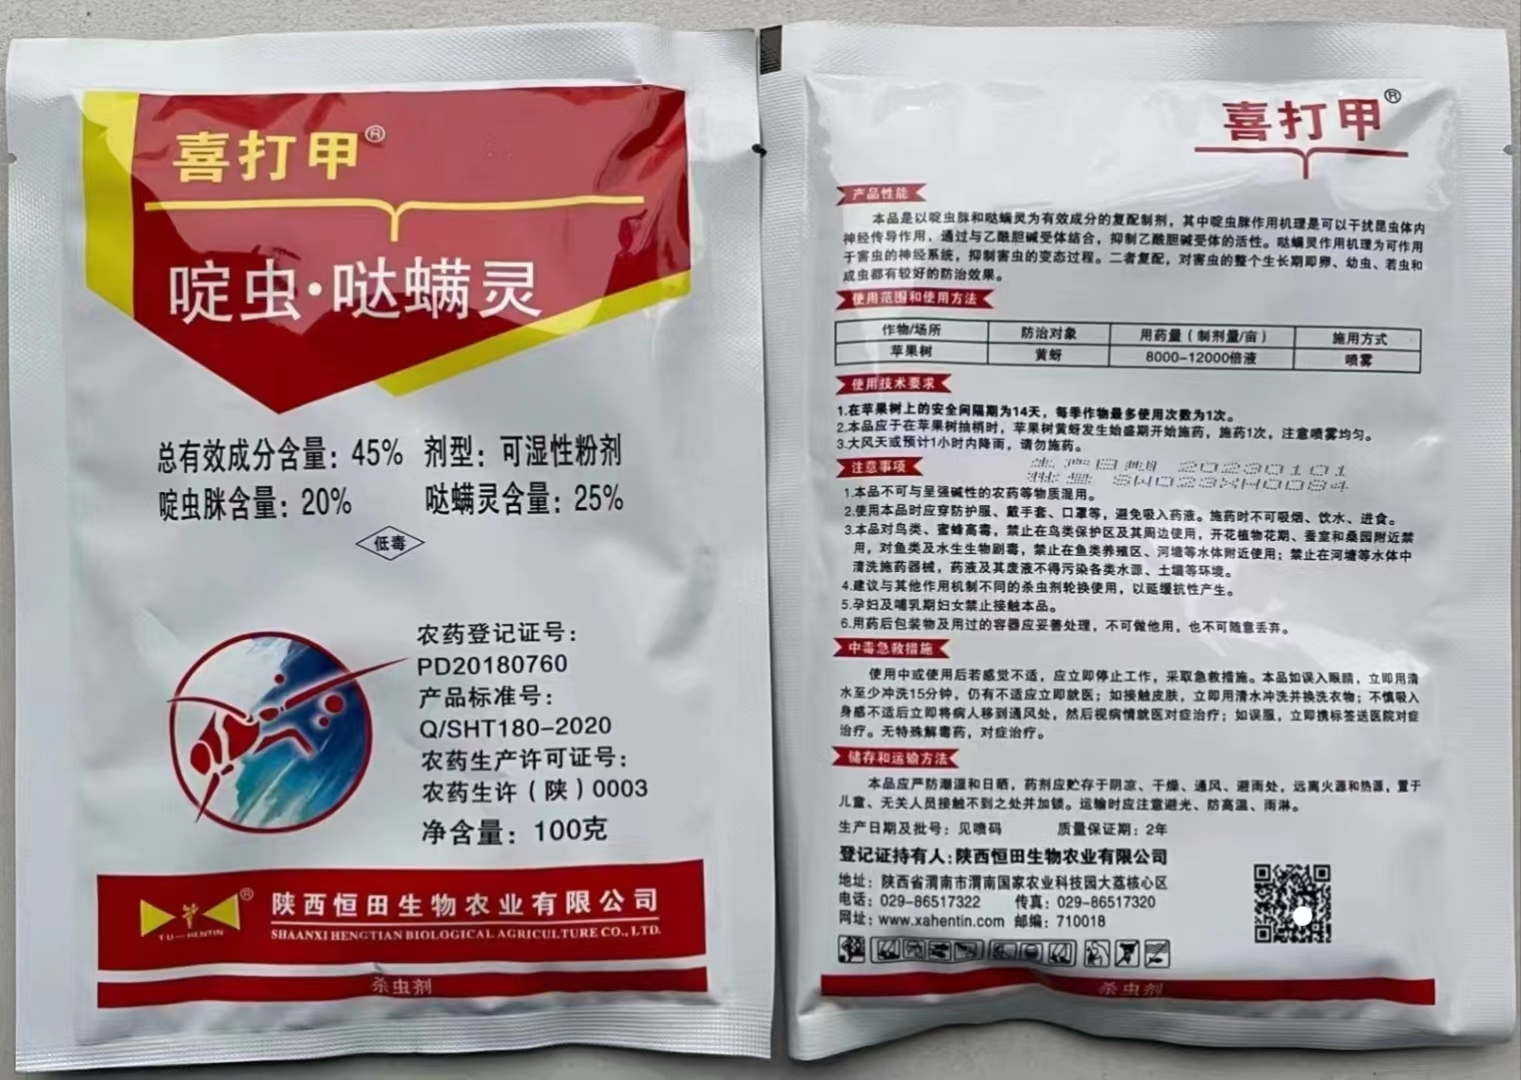 喜打甲®
啶虫·哒螨灵
总有效成分含量：45% 剂型：可湿性粉剂
啶虫脒含量：20% 哒螨灵含量：25%
低毒
农药登记证号：
PD20180760
产品标准号：
Q/SHT180-2020
农药生产许可证号：
农药生许（陕）0003
净含量：100克
YU-HENTIN
®
陕西恒田生物农业有限公司
SHAANXI HENGTIAN BIOLOGICAL AGRICULTURE CO., LTD.
杀虫剂
喜打甲®
产品性能
本品是以啶虫脒和哒螨灵为有效成分的复配制剂，其中啶虫脒作用机理是可以干扰昆虫体内
神经传导作用，通过与乙酰胆碱受体结合，抑制乙酰胆碱受体的活性。哒螨灵作用机理为可作用
于害虫的神经系统，抑制害虫的变态过程。二者复配，对害虫的整个生长期即卵、幼虫、若虫和
成虫都有较好的防治效果。
使用范围和使用方法
作物/场所 防治对象 用药量（制剂量/亩） 施用方式
苹果树 黄蚜 8000-12000倍液 喷雾
使用技术要求
1.在苹果树上的安全间隔期为14天，每季作物最多使用次数为1次。
2.本品应于在苹果树抽梢时，苹果树黄蚜发生始盛期开始施药，施药1次，注意喷雾均匀。
3.大风天或预计1小时内降雨，请勿施药。
注意事项
生产日期 20230101
批量 SW023XH0084
1.本品不可与呈强碱性的农药等物质混用。
2.使用本品时应穿防护服、戴手套、口罩等，避免吸入药液。施药时不可吸烟、饮水、进食。
3.本品对鸟类、蜜蜂高毒，禁止在鸟类保护区及其周边使用，开花植物花期、蚕室和桑园附近禁
用，对鱼类及水生生物剧毒，禁止在鱼类养殖区、河塘等水体附近使用；禁止在河塘等水体中
清洗施药器械，药液及其废液不得污染各类水源、土壤等环境。
4.建议与其他作用机制不同的杀虫剂轮换使用，以延缓抗性产生。
5.孕妇及哺乳期妇女禁止接触本品。
6.用药后包装物及用过的容器应妥善处理，不可做他用，也不可随意丢弃。
中毒急救措施
使用中或使用后若感觉不适，应立即停止工作，采取急救措施。本品如误入眼睛，立即用清
水至少冲洗15分钟，仍有不适应立即就医；如接触皮肤，立即用清水冲洗并换洗衣物；不慎吸入
身感不适后立即将病人移到通风处，然后视病情就医对症治疗；如误服，立即携标签送医院对症
治疗。无特殊解毒药，对症治疗。
储存和运输方法
本品应严防潮湿和日晒，药剂应贮存于阴凉、干燥、通风、避雨处，远离火源和热源，置于
儿童、无关人员接触不到之处并加锁。运输时应注意避光、防高温、雨淋。
生产日期及批号：见喷码 质量保证期：2年
登记证持有人：陕西恒田生物农业有限公司
地址：陕西省渭南市渭南国家农业科技园大荔核心区
电话：029-86517322 传真：029-86517320
网址：www.xahentin.com 邮编：710018
杀虫剂